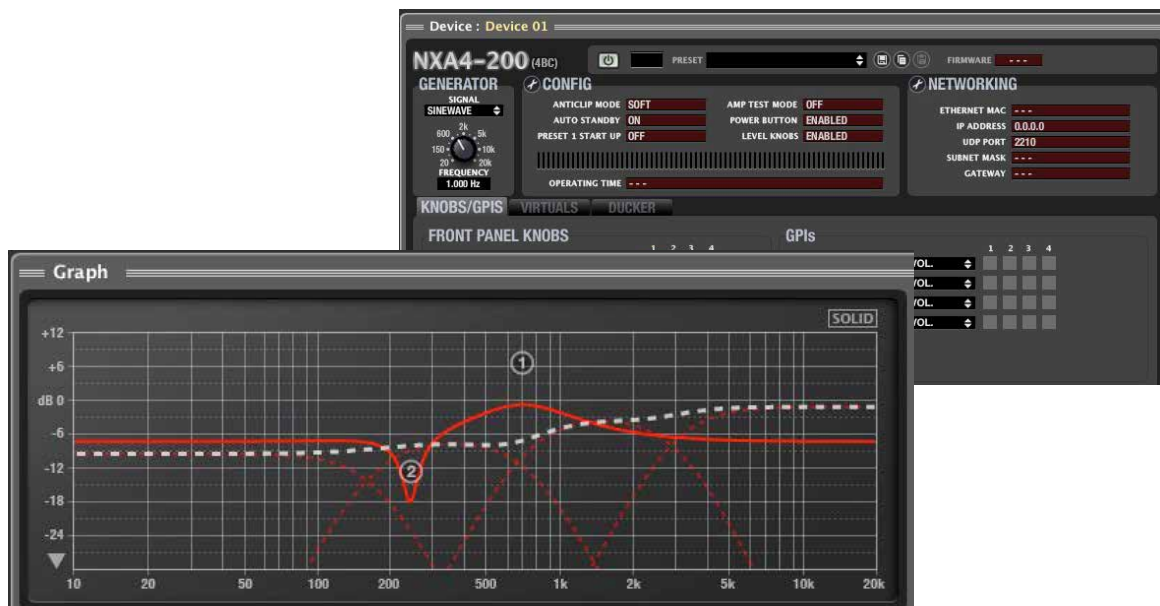 Device : Device 01
NXA4-200 (4BC)
PRESET
FIRMWARE - - -
GENERATOR
SIGNAL
SINEWAVE
600 2k 5k
150 10k
20 20k
FREQUENCY
1.000 Hz
CONFIG
ANTICLIP MODE SOFT
AUTO STANDBY ON
PRESET 1 START UP OFF
AMP TEST MODE OFF
POWER BUTTON ENABLED
LEVEL KNOBS ENABLED
OPERATING TIME - - -
NETWORKING
ETHERNET MAC - - -
IP ADDRESS 0.0.0.0
UDP PORT 2210
SUBNET MASK - - -
GATEWAY - - -
KNOBS/GPIS VIRTUALS DUCKER
FRONT PANEL KNOBS
1 2 3 4
GPIs
1 2 3 4
VOL.
VOL.
VOL.
VOL.
Graph
SOLID
+12
+6
dB 0
-6
-12
-18
-24
1
2
10 20 50 100 200 500 1k 2k 5k 10k 20k